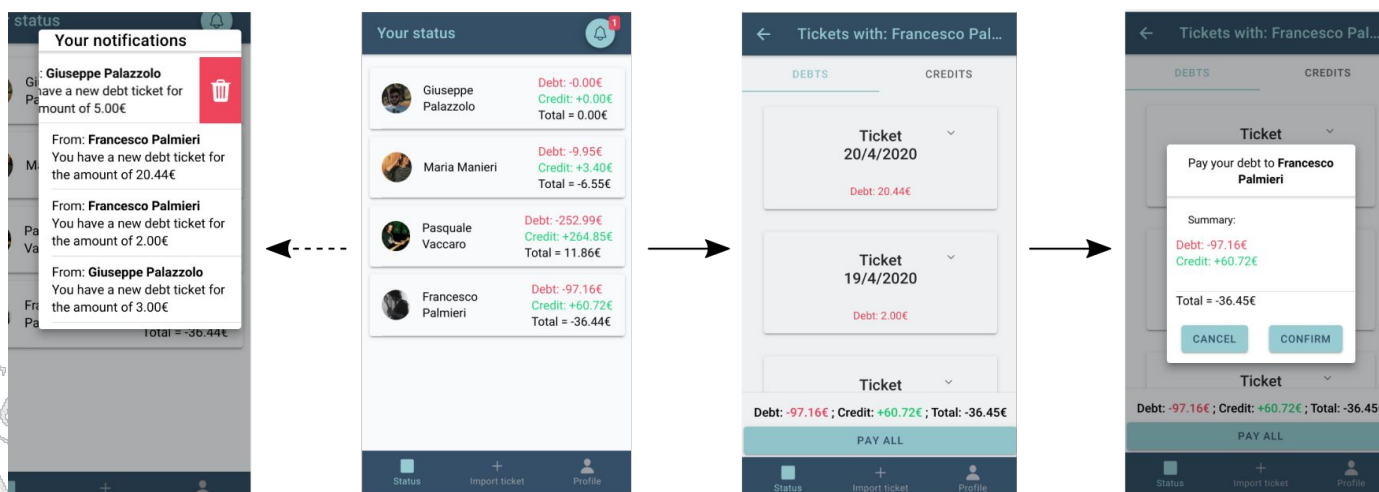 status
Your notifications
: Giuseppe Palazzolo
have a new debt ticket for
mount of 5.00€
From: Francesco Palmieri
You have a new debt ticket for
the amount of 20.44€
From: Francesco Palmieri
You have a new debt ticket for
the amount of 2.00€
From: Giuseppe Palazzolo
You have a new debt ticket for
the amount of 3.00€
Gi
Pa
M
Pa
Va
Fra
Pa
Total = -36.44€
Your status
1
Giuseppe
Palazzolo
Debt: -0.00€
Credit: +0.00€
Total = 0.00€
Maria Manieri
Debt: -9.95€
Credit: +3.40€
Total = -6.55€
Pasquale
Vaccaro
Debt: -252.99€
Credit: +264.85€
Total = 11.86€
Francesco
Palmieri
Debt: -97.16€
Credit: +60.72€
Total = -36.44€
Status
Import ticket
Profile
Tickets with: Francesco Pal...
DEBTS
CREDITS
Ticket
20/4/2020
Debt: 20.44€
Ticket
19/4/2020
Debt: 2.00€
Ticket
Debt: -97.16€ ; Credit: +60.72€ ; Total: -36.45€
PAY ALL
Status
Import ticket
Profile
Tickets with: Francesco Pal...
DEBTS
CREDITS
Ticket
Pay your debt to Francesco
Palmieri
Summary:
Debt: -97.16€
Credit: +60.72€
Total = -36.45€
CANCEL
CONFIRM
Ticket
Debt: -97.16€ ; Credit: +60.72€ ; Total: -36.45€
PAY ALL
Status
Import ticket
Profile